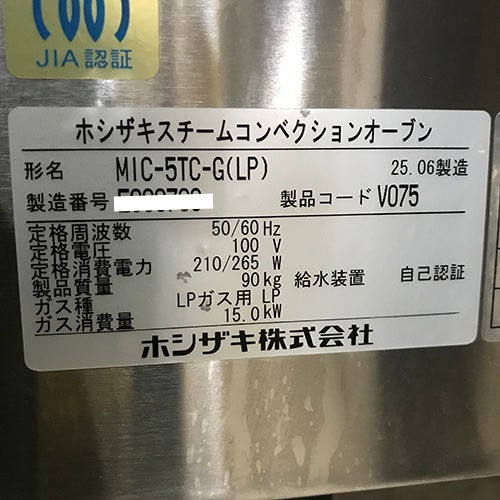 JIA認証
ホシザキスチームコンベクションオーブン
形名 MIC-5TC-G(LP) 25.06製造
製造番号 製品コード V075
定格周波数 50/60 Hz
定格電圧 100 V
定格消費電力 210/265 W
製品質量 90kg 給水装置 自己認証
ガス種 LPガス用 LP
ガス消費量 15.0kW
ホシザキ株式会社